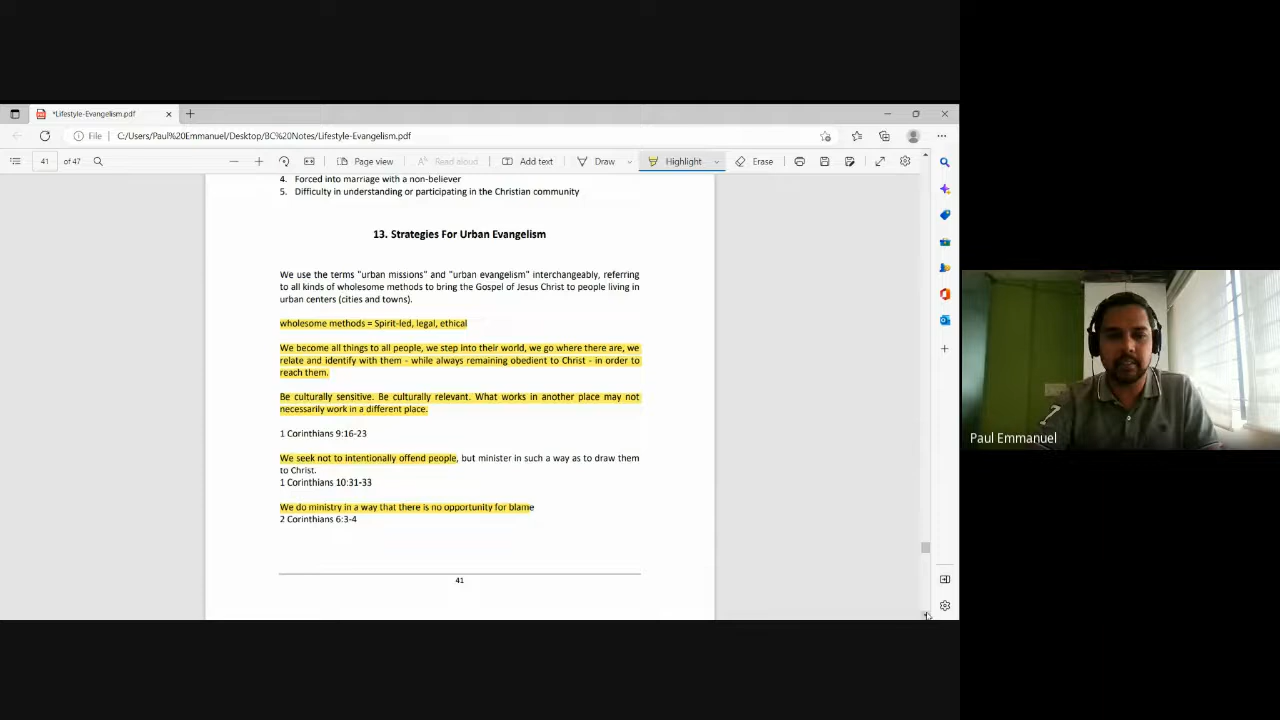 *Lifestyle-Evangelism.pdf
File C:/Users/Paul%20Emmanuel/Desktop/BC%20Notes/Lifestyle-Evangelism.pdf
41 of 47 Page view Read aloud Add text Draw Highlight Erase
4. Forced into marriage with a non-believer
5. Difficulty in understanding or participating in the Christian community
13. Strategies For Urban Evangelism
We use the terms "urban missions" and "urban evangelism" interchangeably, referring
to all kinds of wholesome methods to bring the Gospel of Jesus Christ to people living in
urban centers (cities and towns).
wholesome methods = Spirit-led, legal, ethical
We become all things to all people, we step into their world, we go where there are, we
relate and identify with them - while always remaining obedient to Christ - in order to
reach them.
Be culturally sensitive. Be culturally relevant. What works in another place may not
necessarily work in a different place.
1 Corinthians 9:16-23
We seek not to intentionally offend people, but minister in such a way as to draw them
to Christ.
1 Corinthians 10:31-33
We do ministry in a way that there is no opportunity for blame
2 Corinthians 6:3-4
41
Paul Emmanuel